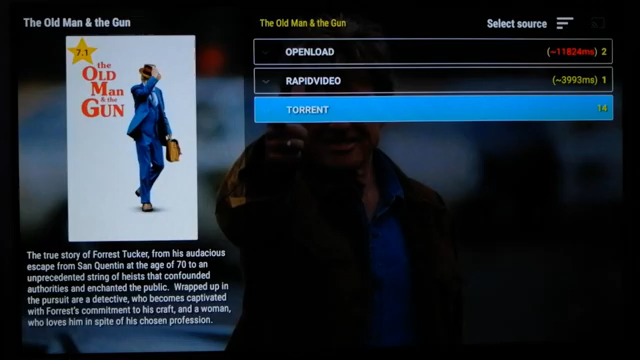 The Old Man & the Gun
The Old Man & the Gun
Select source
7.1
the
OLD
MAN
& the
GUN
OPENLOAD
(~11824ms) 2
RAPIDVIDEO
(~3993ms) 1
TORRENT
14
The true story of Forrest Tucker, from his audacious
escape from San Quentin at the age of 70 to an
unprecedented string of heists that confounded
authorities and enchanted the public. Wrapped up in
the pursuit are a detective, who becomes captivated
with Forrest's commitment to his craft, and a woman,
who loves him in spite of his chosen profession.